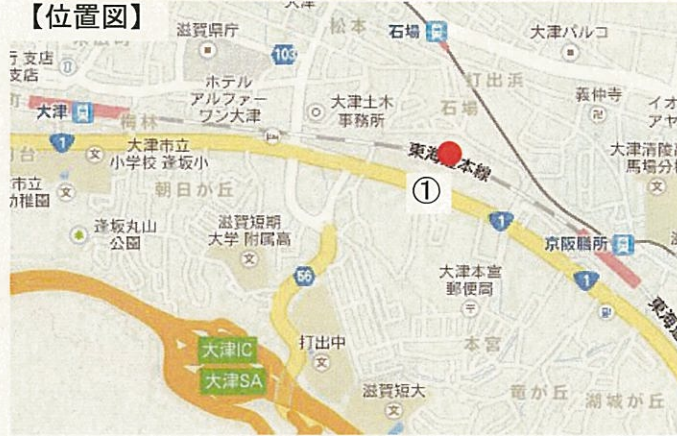 【位置図】
滋賀県庁
松本
石場
大津パルコ
支店
支店
103
ホテル
アルファー
ワン大津
大津土木
事務所
打出浜
石場
義仲寺
大津
梅林
1
大津市立
小学校 逢坂小
東海道本線
①
大津清陵
馬場分
市立
幼稚園
朝日が丘
逢坂丸山
公園
滋賀短期
大学 附属高
1
京阪膳所
56
大津本宮
郵便局
1
東海道
本宮
大津IC
大津SA
打出中
滋賀短大
竜が丘
湖城が丘